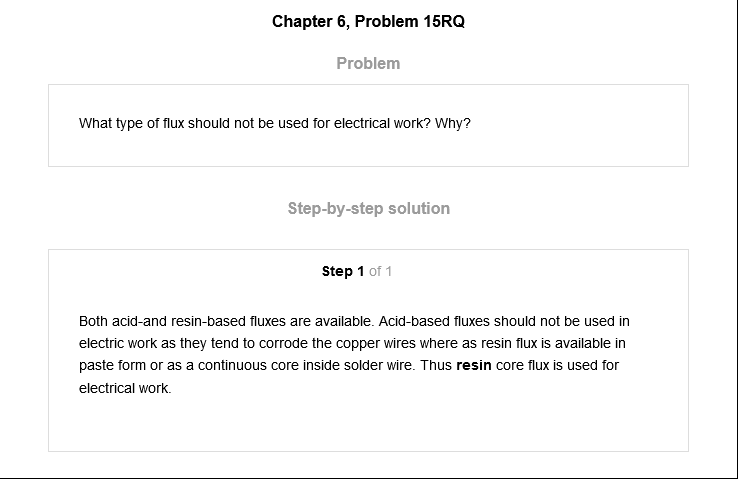 Chapter 6, Problem 15RQ
Problem
What type of flux should not be used for electrical work? Why?
Step-by-step solution
Step 1 of 1
Both acid-and resin-based fluxes are available. Acid-based fluxes should not be used in
electric work as they tend to corrode the copper wires where as resin flux is available in
paste form or as a continuous core inside solder wire. Thus resin core flux is used for
electrical work.